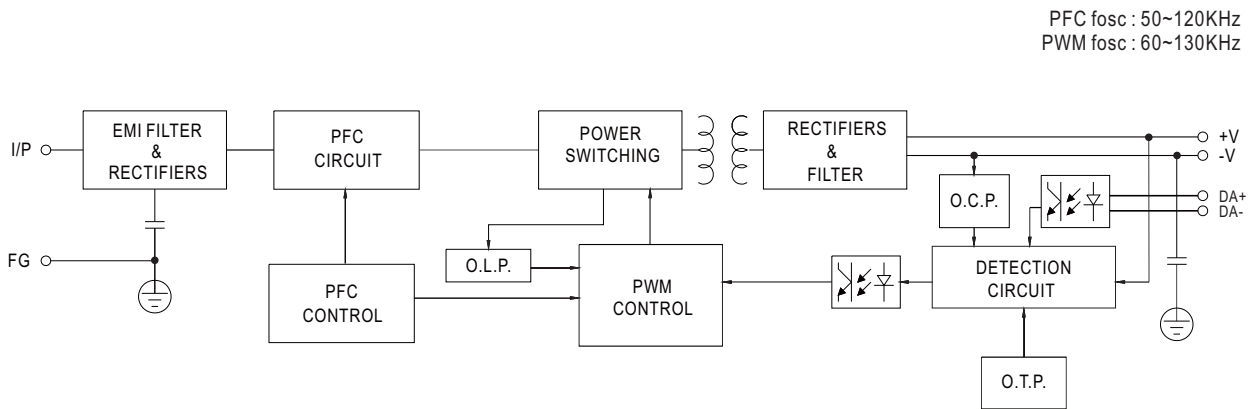 PFC fosc : 50~120KHz
PWM fosc : 60~130KHz
I/P
EMI FILTER
&
RECTIFIERS
PFC
CIRCUIT
POWER
SWITCHING
RECTIFIERS
&
FILTER
+V
-V
DA+
DA-
O.C.P.
FG
O.L.P.
PFC
CONTROL
PWM
CONTROL
DETECTION
CIRCUIT
O.T.P.